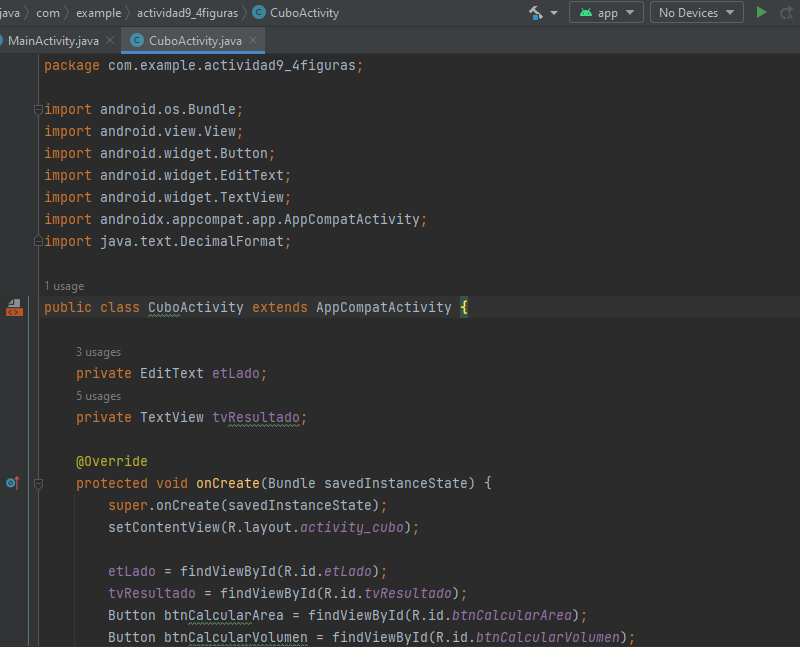 java com example actividad9_4figuras CuboActivity app No Devices
MainActivity.java CuboActivity.java
package com.example.actividad9_4figuras;
import android.os.Bundle;
import android.view.View;
import android.widget.Button;
import android.widget.EditText;
import android.widget.TextView;
import androidx.appcompat.app.AppCompatActivity;
import java.text.DecimalFormat;
1 usage
public class CuboActivity extends AppCompatActivity {
3 usages
private EditText etLado;
5 usages
private TextView tvResultado;
@Override
protected void onCreate(Bundle savedInstanceState) {
super.onCreate(savedInstanceState);
setContentView(R.layout.activity_cubo);
etLado = findViewById(R.id.etLado);
tvResultado = findViewById(R.id.tvResultado);
Button btnCalcularArea = findViewById(R.id.btnCalcularArea);
Button btnCalcularVolumen = findViewById(R.id.btnCalcularVolumen);